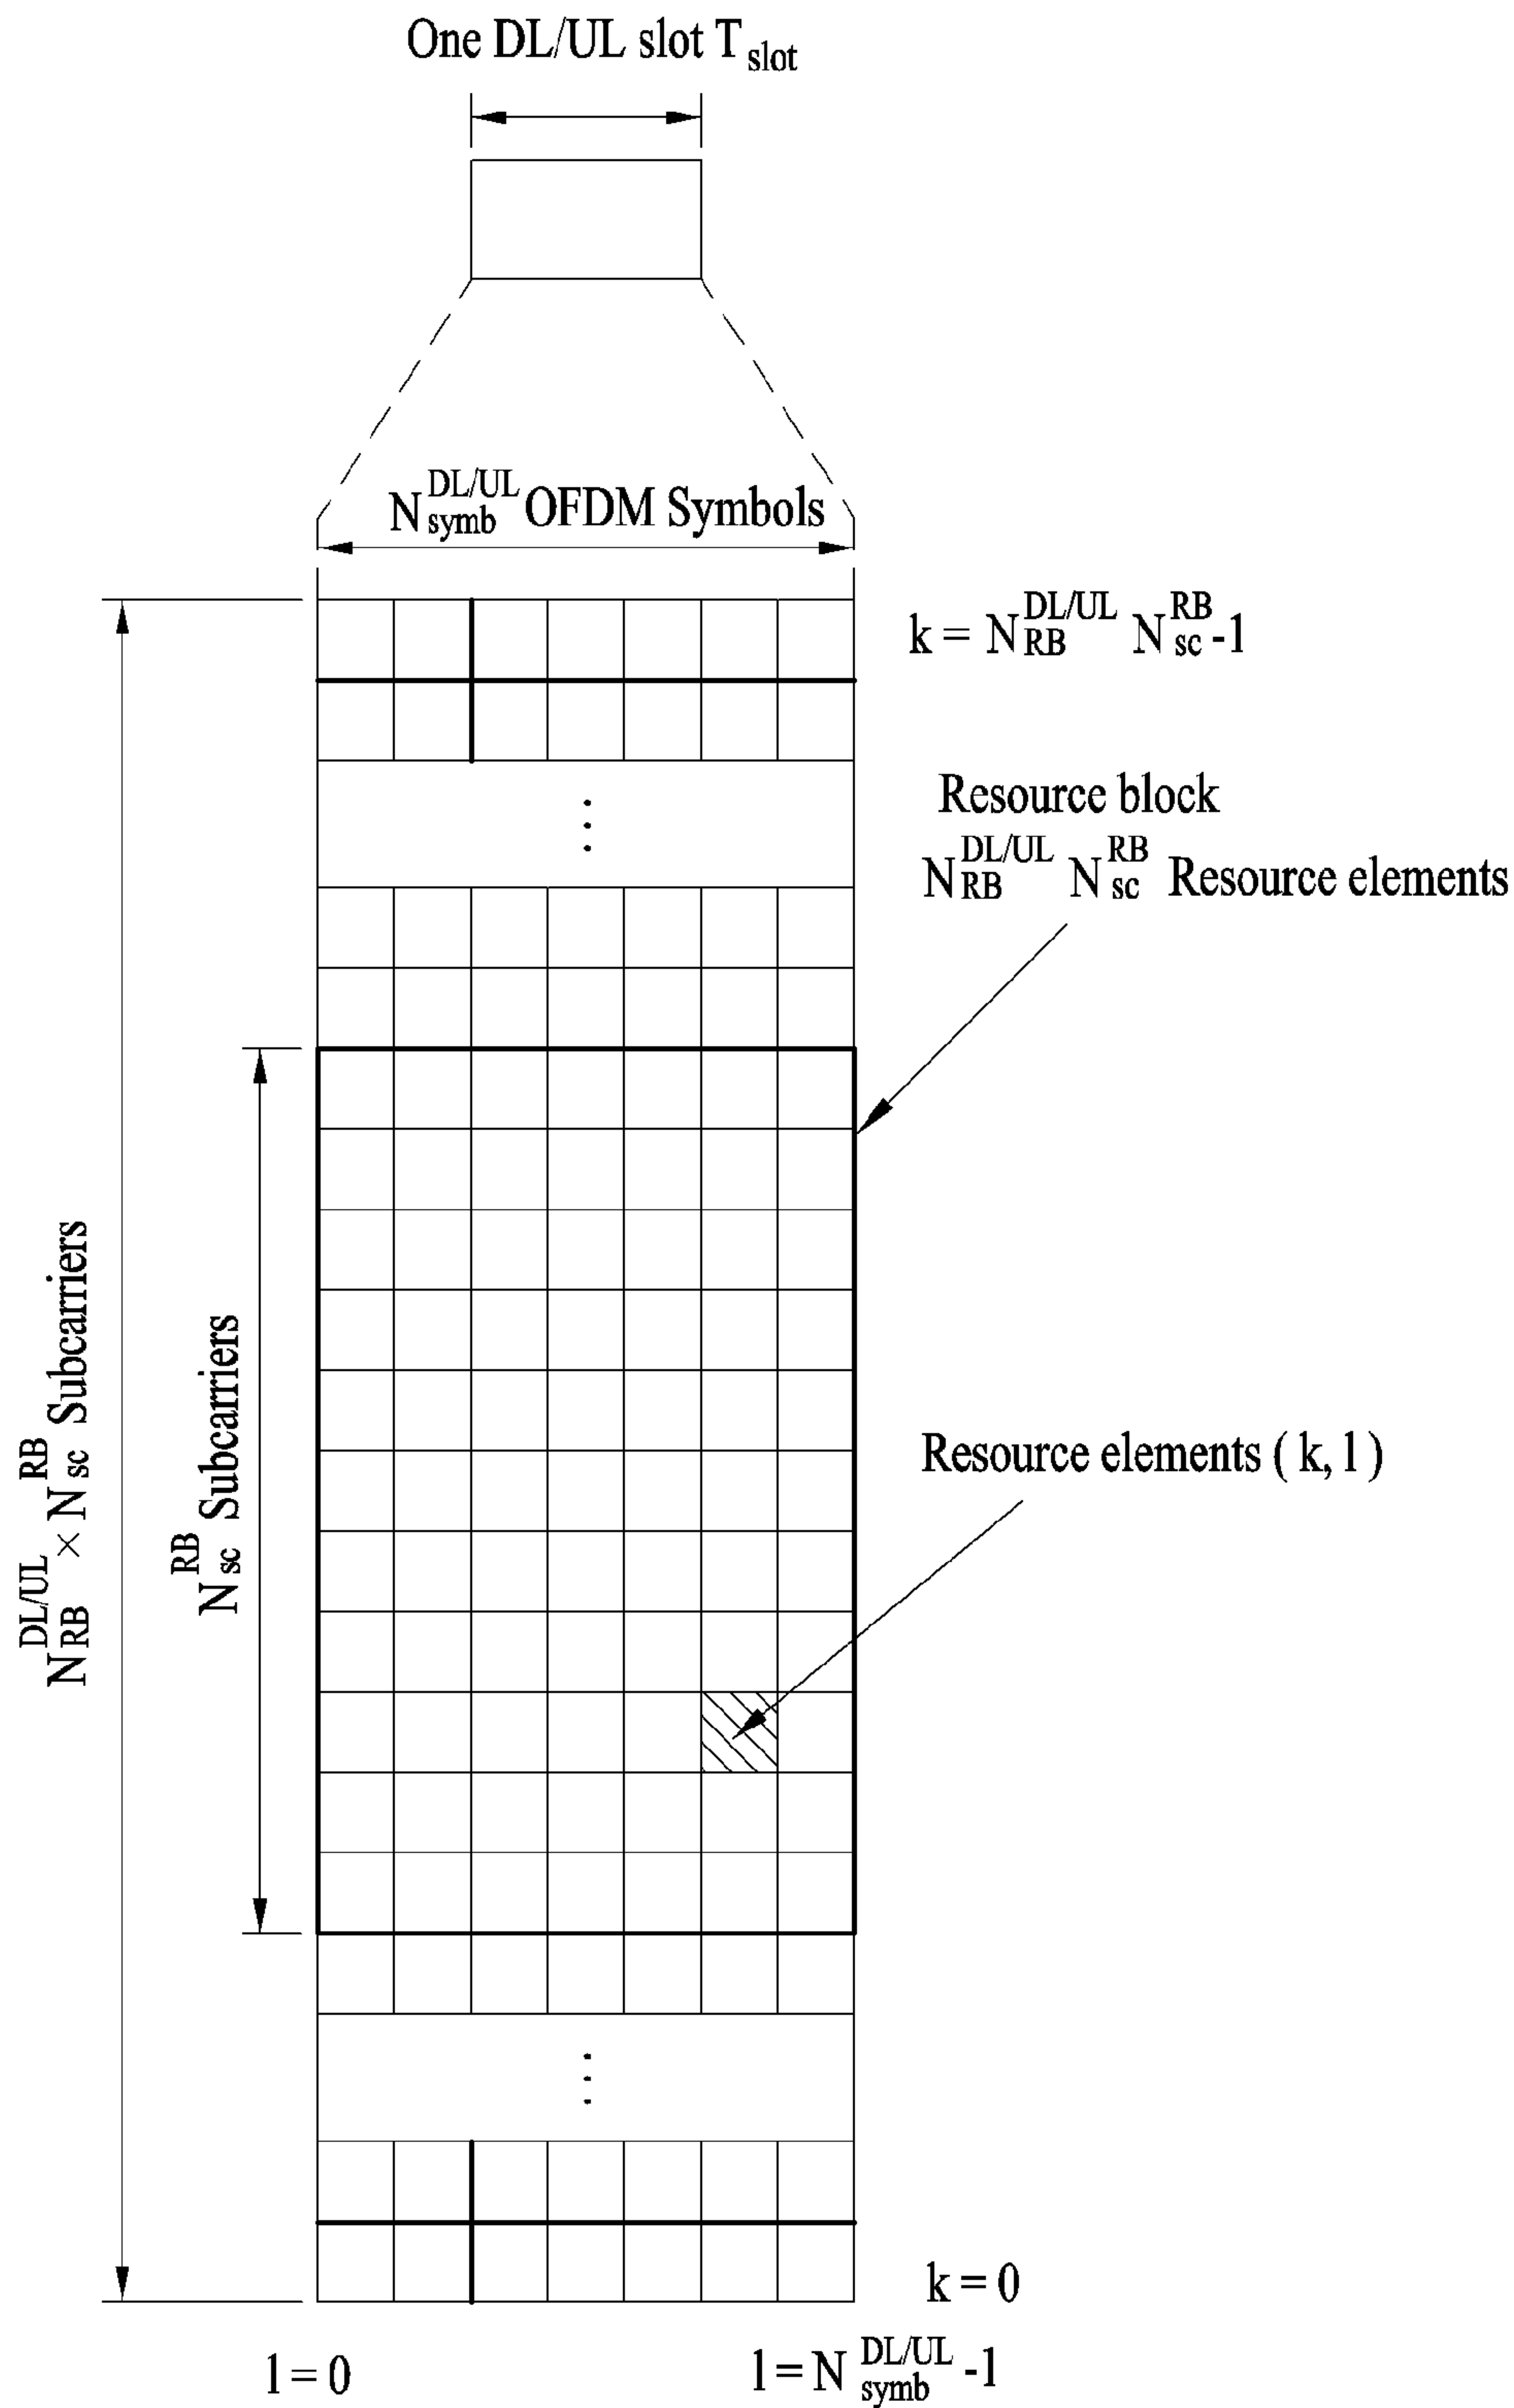 One DL/UL slot T_slot
N_symb^DL/UL OFDM Symbols
k = N_RB^DL/UL N_sc^RB -1
Resource block
N_RB^DL/UL N_sc^RB Resource elements
N_RB^DL/UL × N_sc^RB Subcarriers
N_sc^RB Subcarriers
Resource elements ( k, l )
k = 0
l = 0
l = N_symb^DL/UL -1